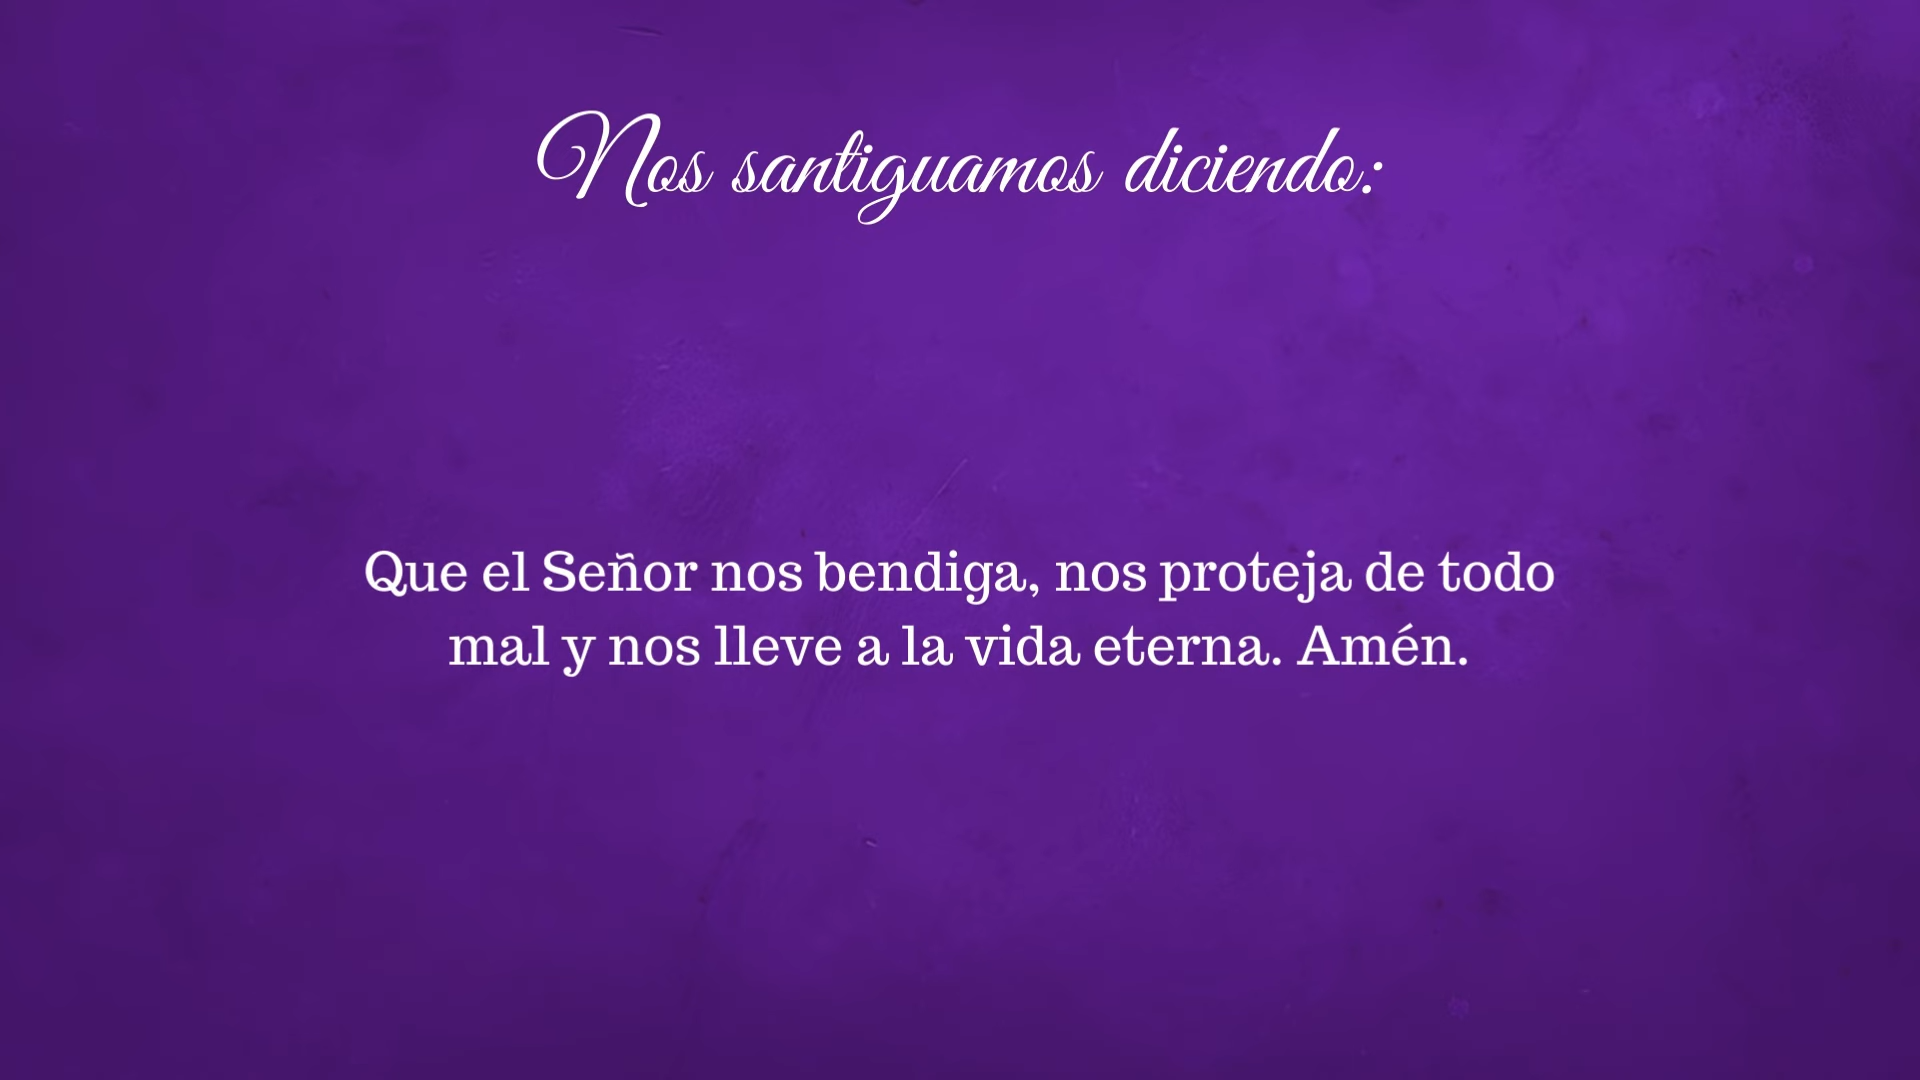 Nos santiguamos diciendo:
Que el Señor nos bendiga, nos proteja de todo
mal y nos lleve a la vida eterna. Amén.